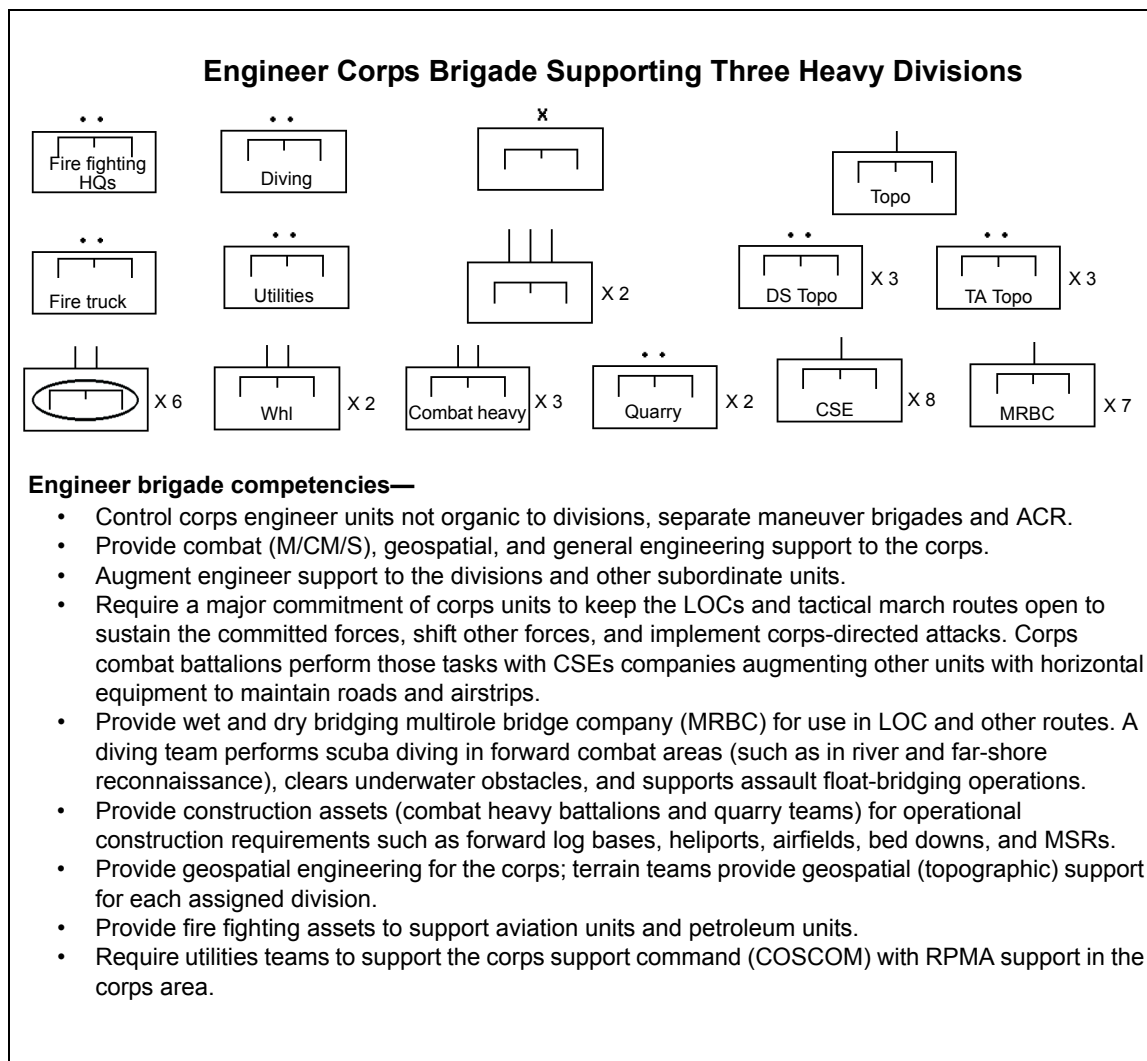 Engineer Corps Brigade Supporting Three Heavy Divisions
X
Fire fighting
HQs
Diving
Topo
Fire truck
Utilities
X 2
DS Topo
X 3
TA Topo
X 3
X 6
Whl
X 2
Combat heavy
X 3
Quarry
X 2
CSE
X 8
MRBC
X 7
Engineer brigade competencies—
• Control corps engineer units not organic to divisions, separate maneuver brigades and ACR.
• Provide combat (M/CM/S), geospatial, and general engineering support to the corps.
• Augment engineer support to the divisions and other subordinate units.
• Require a major commitment of corps units to keep the LOCs and tactical march routes open to
sustain the committed forces, shift other forces, and implement corps-directed attacks. Corps
combat battalions perform those tasks with CSEs companies augmenting other units with horizontal
equipment to maintain roads and airstrips.
• Provide wet and dry bridging multirole bridge company (MRBC) for use in LOC and other routes. A
diving team performs scuba diving in forward combat areas (such as in river and far-shore
reconnaissance), clears underwater obstacles, and supports assault float-bridging operations.
• Provide construction assets (combat heavy battalions and quarry teams) for operational
construction requirements such as forward log bases, heliports, airfields, bed downs, and MSRs.
• Provide geospatial engineering for the corps; terrain teams provide geospatial (topographic) support
for each assigned division.
• Provide fire fighting assets to support aviation units and petroleum units.
• Require utilities teams to support the corps support command (COSCOM) with RPMA support in the
corps area.